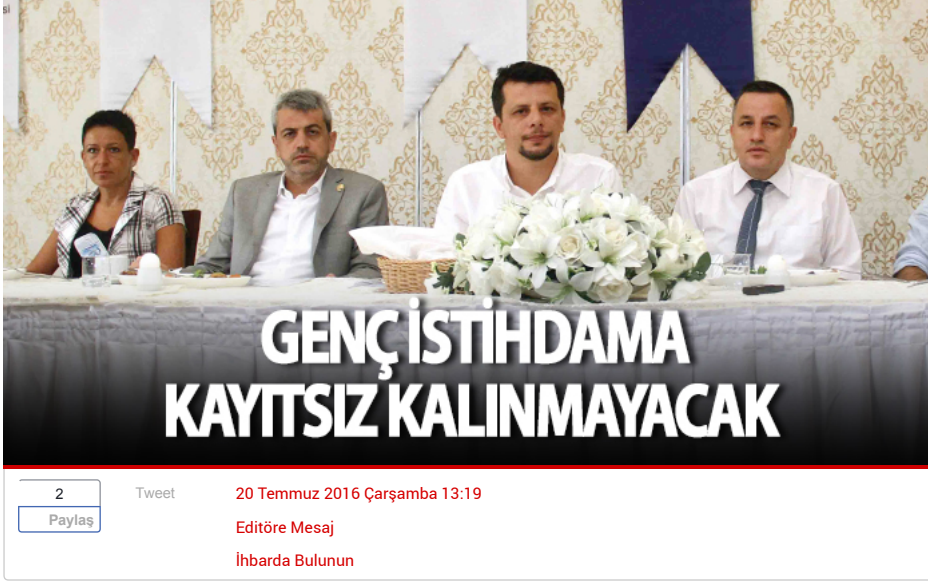 GENÇ İSTİHDAMA
KAYITSIZ KALINMAYACAK
2
Paylaş
Tweet
20 Temmuz 2016 Çarşamba 13:19
Editöre Mesaj
İhbarda Bulunun